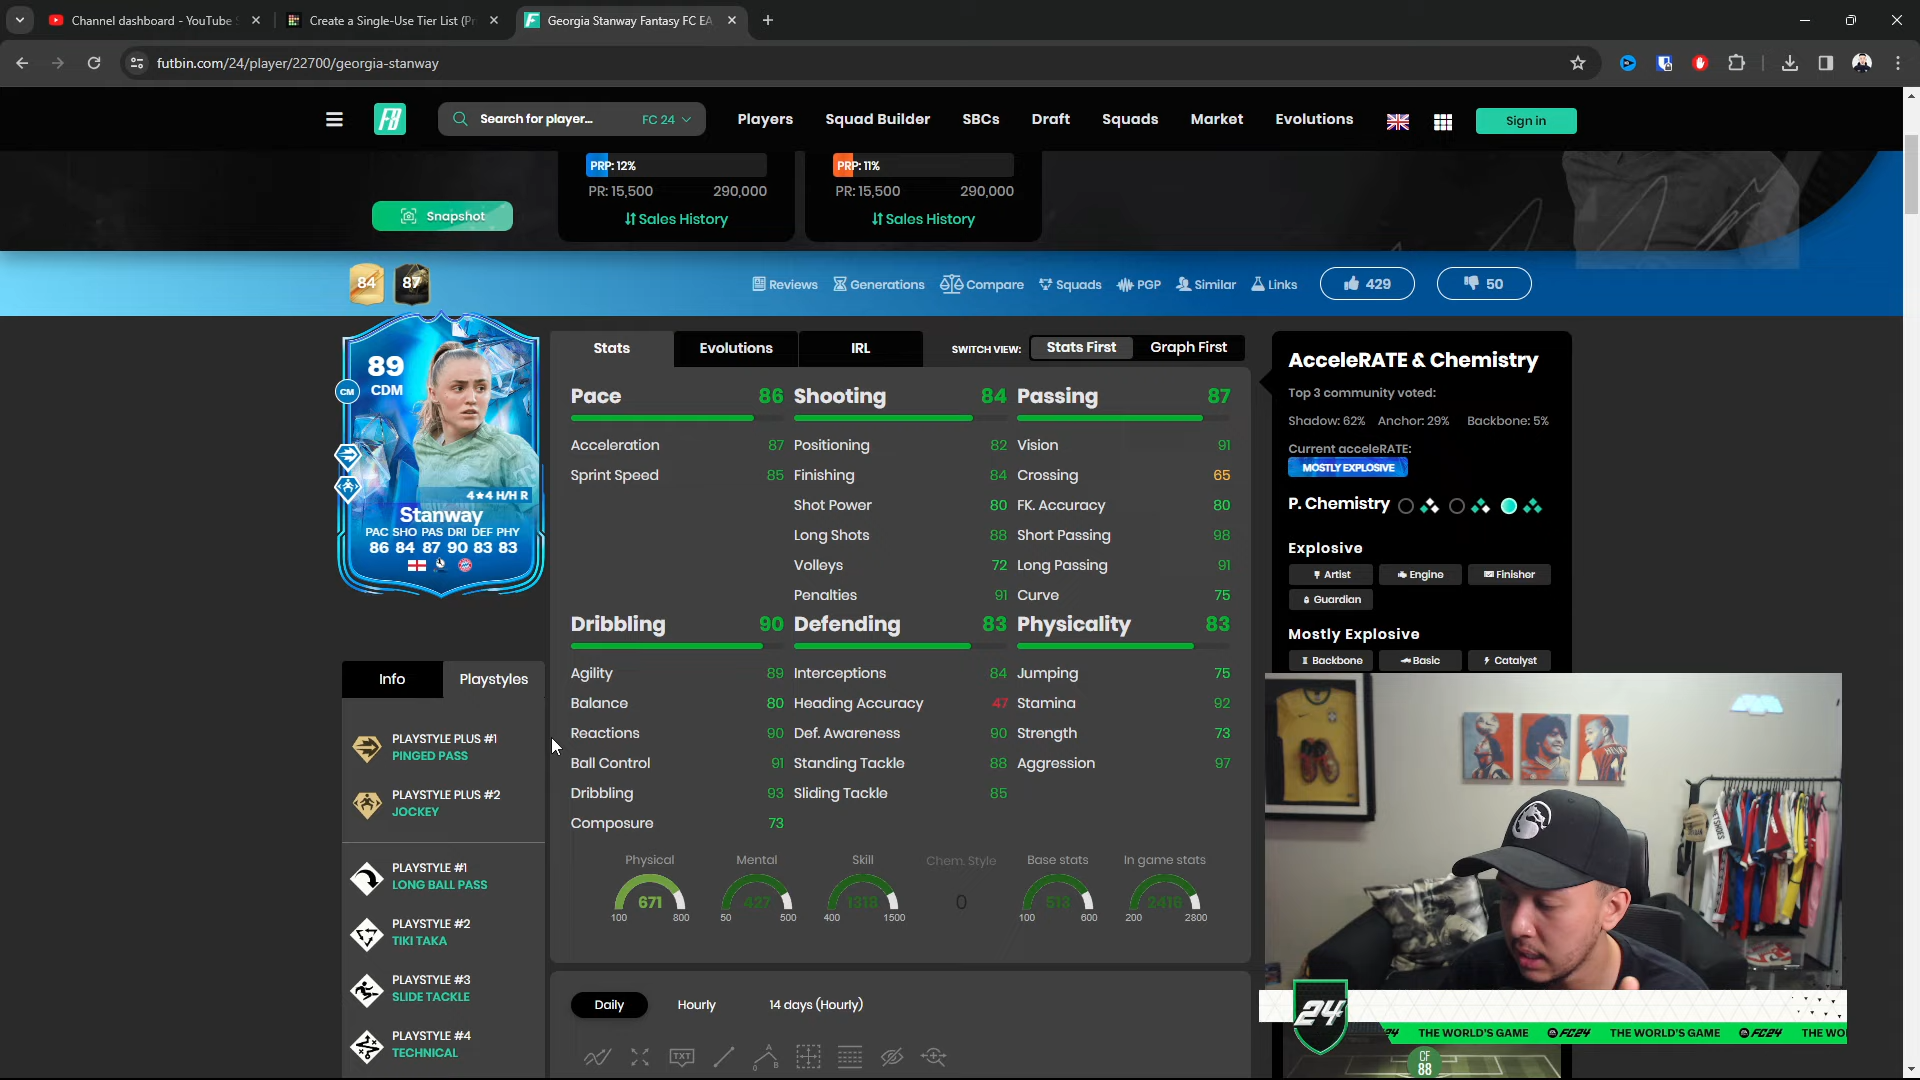 Channel dashboard - YouTube S
Create a Single-Use Tier List (Pr
Georgia Stanway Fantasy FC EA
futbin.com/24/player/22700/georgia-stanway
Search for player...
FC 24
Players
Squad Builder
SBCs
Draft
Squads
Market
Evolutions
Sign in
PRP: 12%
PR: 15,500 290,000
Sales History
PRP: 11%
PR: 15,500 290,000
Sales History
Snapshot
84
87
Reviews
Generations
Compare
Squads
PGP
Similar
Links
429
50
89
CDM
CM
4★4 H/H R
Stanway
PAC SHO PAS DRI DEF PHY
86 84 87 90 83 83
Stats
Evolutions
IRL
SWITCH VIEW:
Stats First
Graph First
Pace 86
Acceleration 87
Sprint Speed 85
Shooting 84
Positioning 82
Finishing 84
Shot Power 80
Long Shots 88
Volleys 72
Penalties 91
Passing 87
Vision 91
Crossing 65
FK. Accuracy 80
Short Passing 98
Long Passing 91
Curve 75
Dribbling 90
Agility 89
Balance 80
Reactions 90
Ball Control 91
Dribbling 93
Composure 73
Defending 83
Interceptions 84
Heading Accuracy 47
Def. Awareness 90
Standing Tackle 88
Sliding Tackle 85
Physicality 83
Jumping 75
Stamina 92
Strength 73
Aggression 97
Physical
671
100 800
Mental
427
50 500
Skill
1318
400 1500
Chem. Style
0
Base stats
513
100 600
In game stats
2416
200 2800
AcceleRATE & Chemistry
Top 3 community voted:
Shadow: 62% Anchor: 29% Backbone: 5%
Current acceleRATE:
MOSTLY EXPLOSIVE
P. Chemistry
Explosive
Artist
Engine
Finisher
Guardian
Mostly Explosive
Backbone
Basic
Catalyst
Info
Playstyles
PLAYSTYLE PLUS #1
PINGED PASS
PLAYSTYLE PLUS #2
JOCKEY
PLAYSTYLE #1
LONG BALL PASS
PLAYSTYLE #2
TIKI TAKA
PLAYSTYLE #3
SLIDE TACKLE
PLAYSTYLE #4
TECHNICAL
Daily
Hourly
14 days (Hourly)
TXT
HENRY
24
THE WORLD'S GAME FC24 THE WORLD'S GAME FC24 THE WO
CF
88